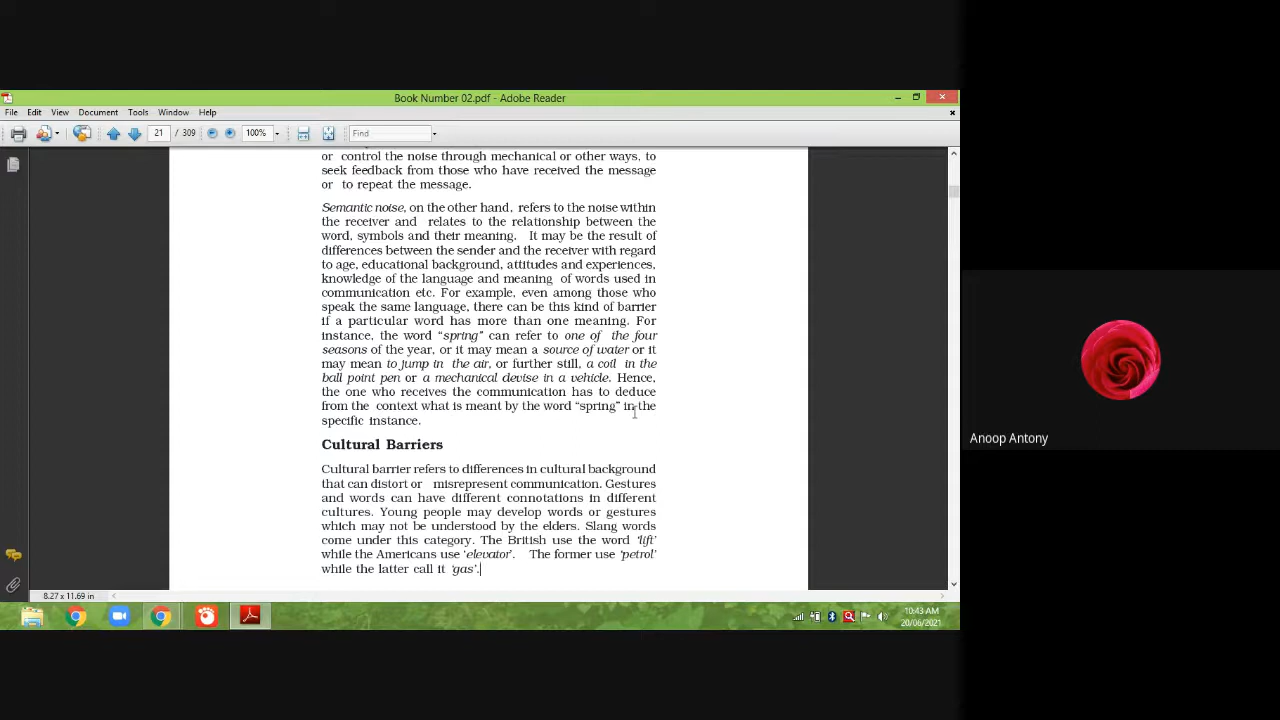 Book Number 02.pdf - Adobe Reader
File Edit View Document Tools Window Help
21 / 309 100% Find
or control the noise through mechanical or other ways, to
seek feedback from those who have received the message
or to repeat the message.
Semantic noise, on the other hand, refers to the noise within
the receiver and relates to the relationship between the
word, symbols and their meaning. It may be the result of
differences between the sender and the receiver with regard
to age, educational background, attitudes and experiences,
knowledge of the language and meaning of words used in
communication etc. For example, even among those who
speak the same language, there can be this kind of barrier
if a particular word has more than one meaning. For
instance, the word “spring” can refer to one of the four
seasons of the year, or it may mean a source of water or it
may mean to jump in the air, or further still, a coil in the
ball point pen or a mechanical devise in a vehicle. Hence,
the one who receives the communication has to deduce
from the context what is meant by the word “spring” in the
specific instance.
Cultural Barriers
Cultural barrier refers to differences in cultural background
that can distort or misrepresent communication. Gestures
and words can have different connotations in different
cultures. Young people may develop words or gestures
which may not be understood by the elders. Slang words
come under this category. The British use the word ‘lift’
while the Americans use ‘elevator’. The former use ‘petrol’
while the latter call it ‘gas’.
8.27 x 11.69 in
10:43 AM
20/06/2021
Anoop Antony